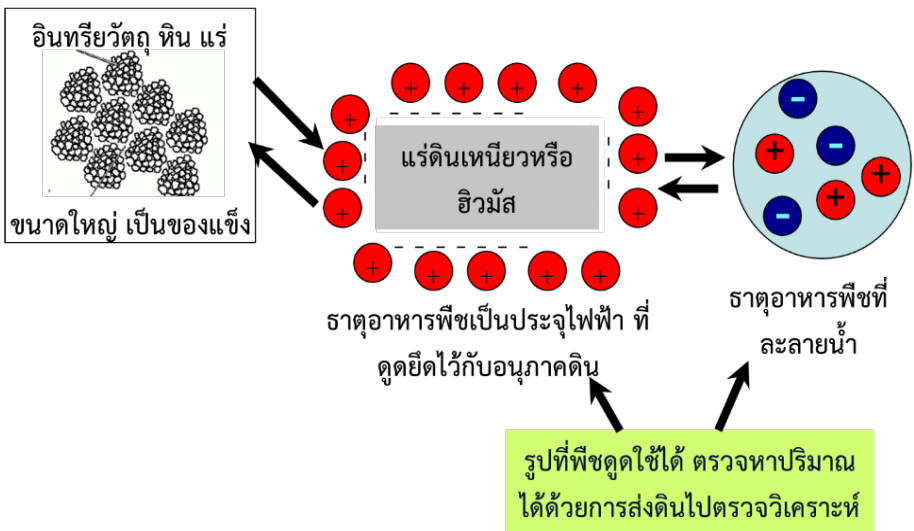 อินทรียวัตถุ หิน แร่
ขนาดใหญ่ เป็นของแข็ง
แร่ดินเหนียวหรือ
ฮิวมัส
ธาตุอาหารพืชเป็นประจุไฟฟ้า ที่
ดูดยึดไว้กับอนุภาคดิน
ธาตุอาหารพืชที่
ละลายน้ำ
รูปที่พืชดูดใช้ได้ ตรวจหาปริมาณ
ได้ด้วยการส่งดินไปตรวจวิเคราะห์